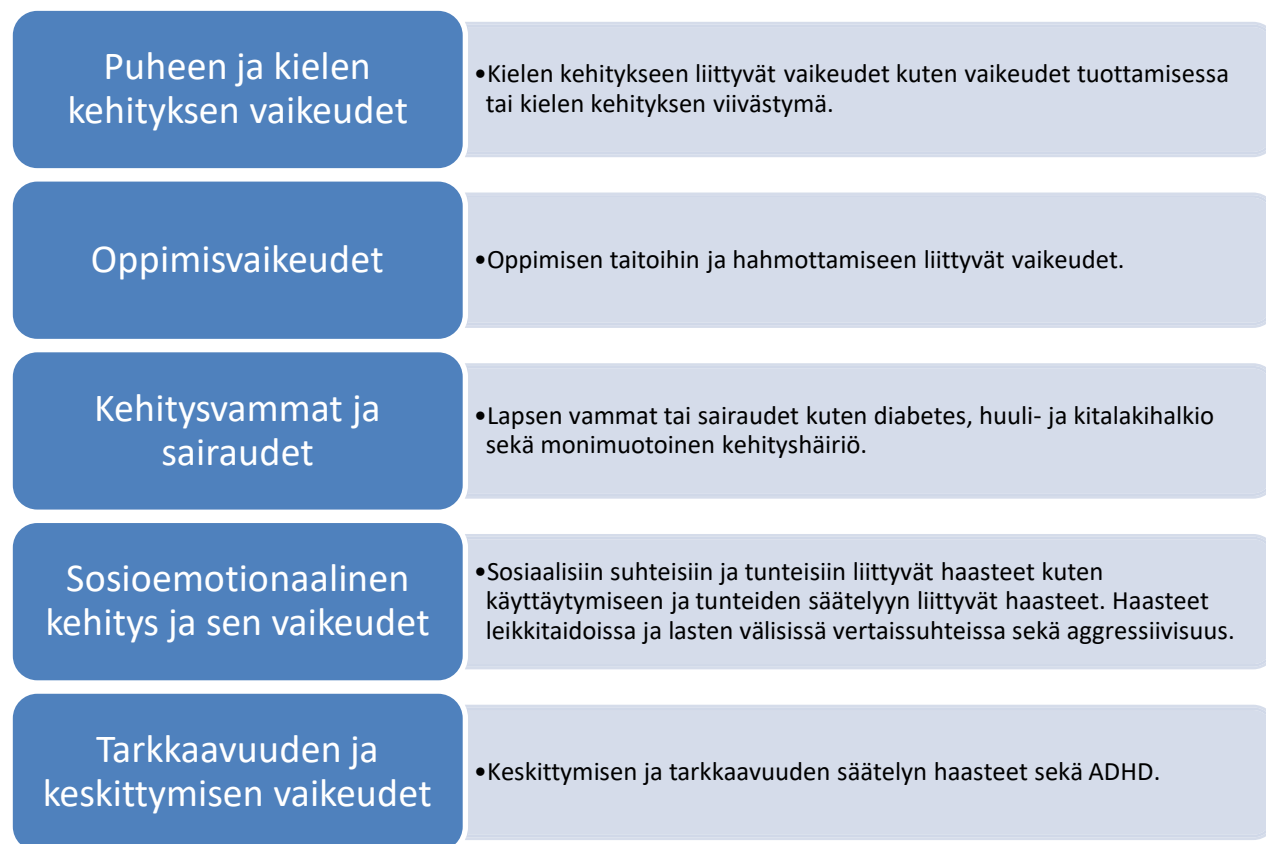 Puheen ja kielen
kehityksen vaikeudet
•Kielen kehitykseen liittyvät vaikeudet kuten vaikeudet tuottamisessa
tai kielen kehityksen viivästymä.
Oppimisvaikeudet
•Oppimisen taitoihin ja hahmottamiseen liittyvät vaikeudet.
Kehitysvammat ja
sairaudet
•Lapsen vammat tai sairaudet kuten diabetes, huuli- ja kitalakihalkio
sekä monimuotoinen kehityshäiriö.
Sosioemotionaalinen
kehitys ja sen vaikeudet
•Sosiaalisiin suhteisiin ja tunteisiin liittyvät haasteet kuten
käyttäytymiseen ja tunteiden säätelyyn liittyvät haasteet. Haasteet
leikkitaidoissa ja lasten välisissä vertaissuhteissa sekä aggressiivisuus.
Tarkkaavuuden ja
keskittymisen vaikeudet
•Keskittymisen ja tarkkaavuuden säätelyn haasteet sekä ADHD.